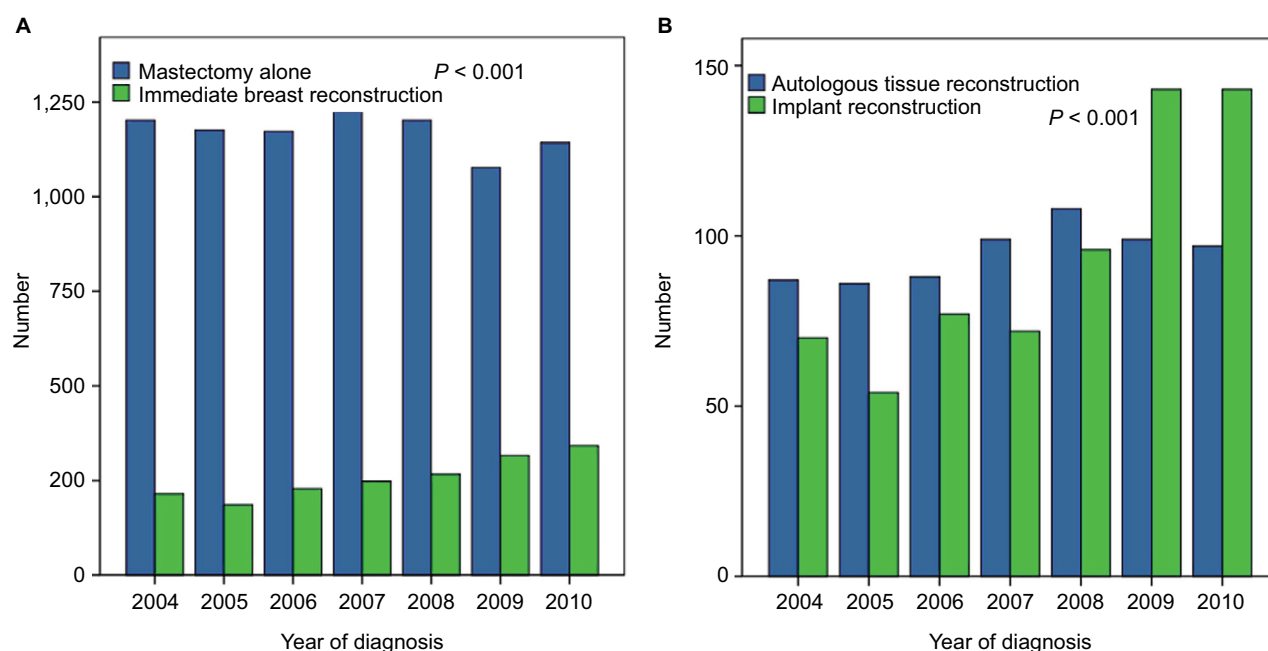 A
Mastectomy alone
Immediate breast reconstruction
P < 0.001
1,250
1,000
750
500
200
0
Number
2004 2005 2006 2007 2008 2009 2010
Year of diagnosis
B
Autologous tissue reconstruction
Implant reconstruction
P < 0.001
150
100
50
0
Number
2004 2005 2006 2007 2008 2009 2010
Year of diagnosis